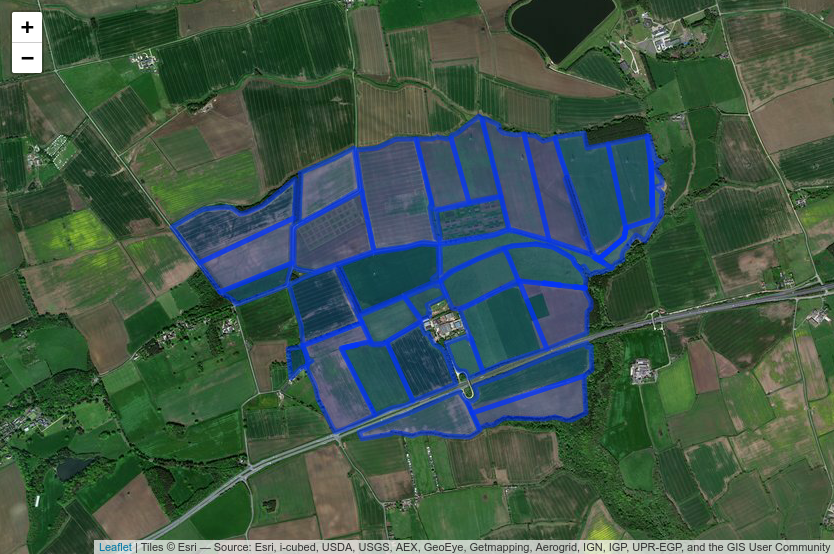 +
−
Leaflet | Tiles © Esri — Source: Esri, i-cubed, USDA, USGS, AEX, GeoEye, Getmapping, Aerogrid, IGN, IGP, UPR-EGP, and the GIS User Community